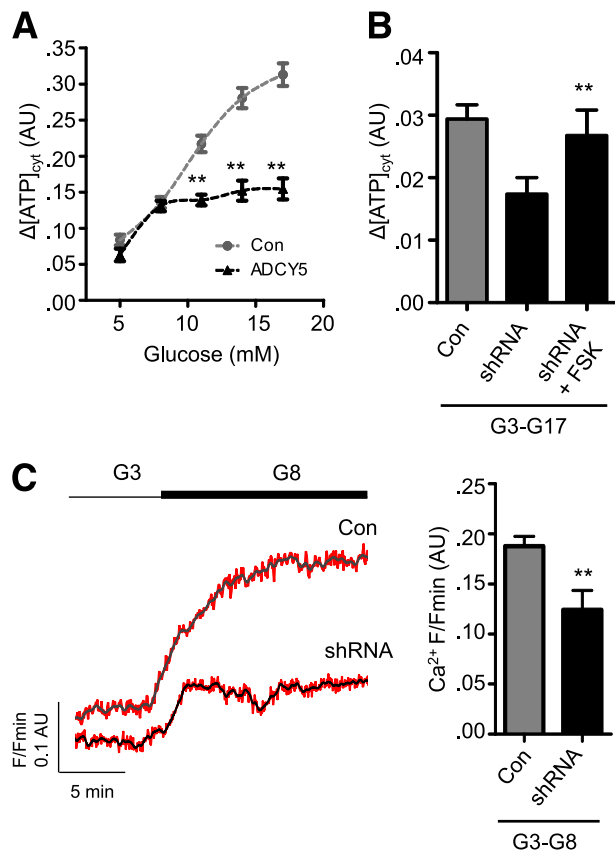 A
Δ[ATP]cyt (AU)
.35
.30
.25
.20
.15
.10
.05
.00
**
**
**
Con
ADCY5
5
10
15
20
Glucose (mM)
B
Δ[ATP]cyt (AU)
.04
.03
.02
.01
.00
**
Con
shRNA
shRNA
+ FSK
G3-G17
C
G3
G8
Con
shRNA
F/Fmin
0.1 AU
5 min
Ca²⁺ F/Fmin (AU)
.25
.20
.15
.10
.05
.00
**
Con
shRNA
G3-G8